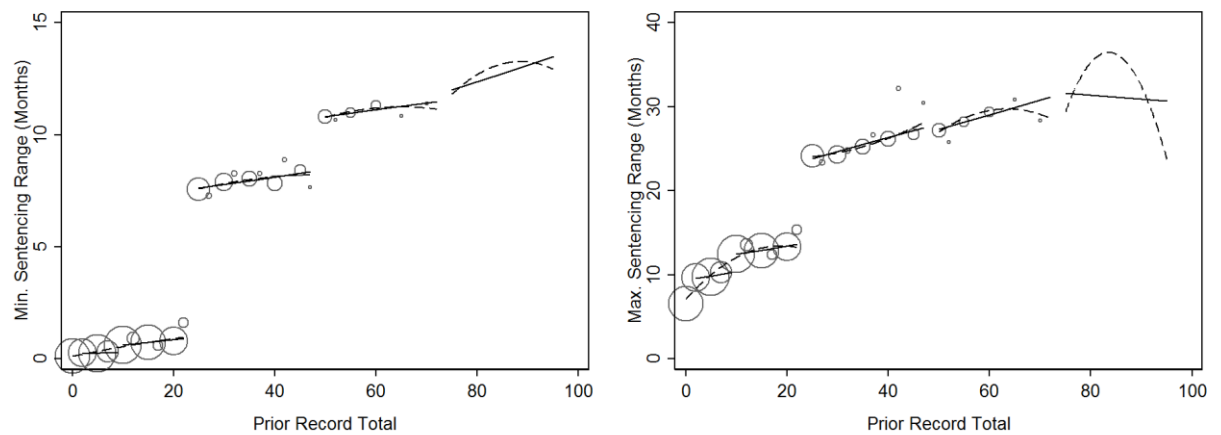 Min. Sentencing Range (Months)
15
10
5
0
0 20 40 60 80 100
Prior Record Total
Max. Sentencing Range (Months)
40
30
20
10
0
0 20 40 60 80 100
Prior Record Total